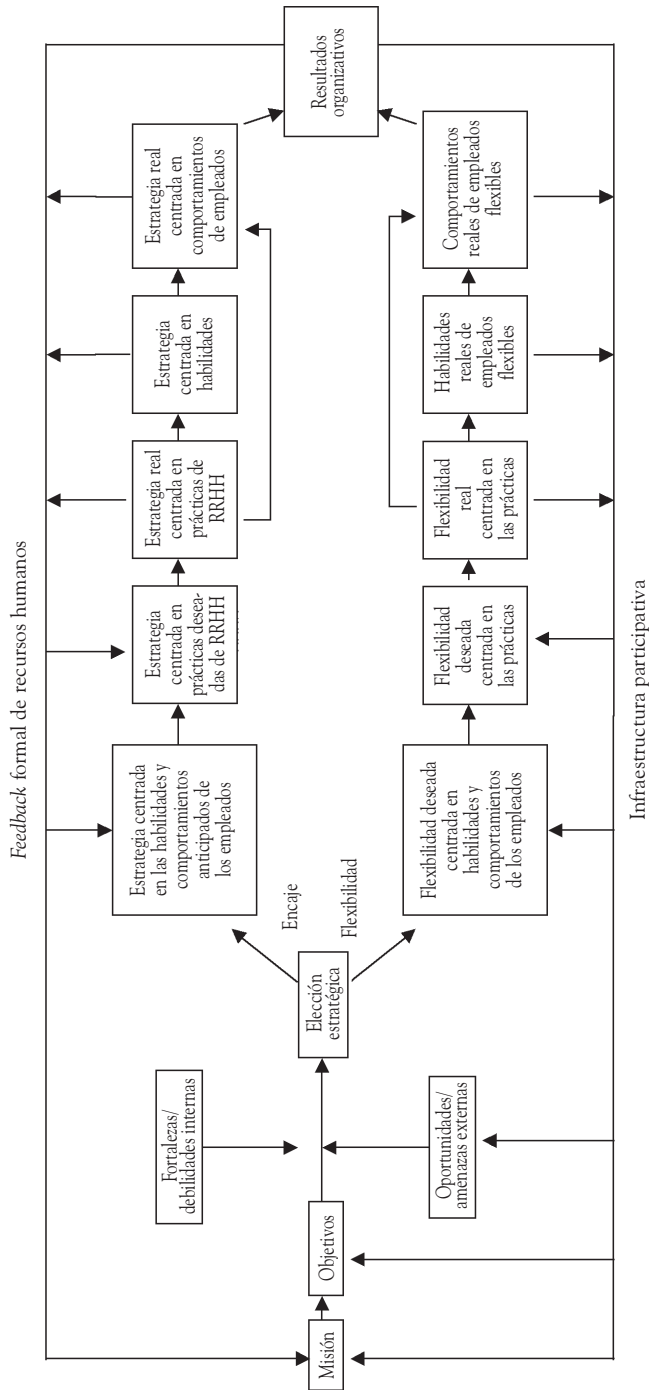 Feedback formal de recursos humanos
Misión
Objetivos
Fortalezas/
debilidades internas
Oportunidades/
amenazas externas
Elección
estratégica
Encaje
Flexibilidad
Estrategia centrada
en las habilidades y
comportamientos
anticipados de
los empleados
Estrategia
centrada en
prácticas desea-
das de RRHH
Estrategia real
centrada en
prácticas de
RRHH
Estrategia
centrada en
habilidades
Estrategia real
centrada en
comportamientos
de empleados
Flexibilidad deseada
centrada en
habilidades y
comportamientos
de los empleados
Flexibilidad
deseada
centrada en
las prácticas
Flexibilidad
real
centrada en
las prácticas
Habilidades
reales de
empleados
flexibles
Comportamientos
reales de empleados
flexibles
Resultados
organizativos
Infraestructura participativa